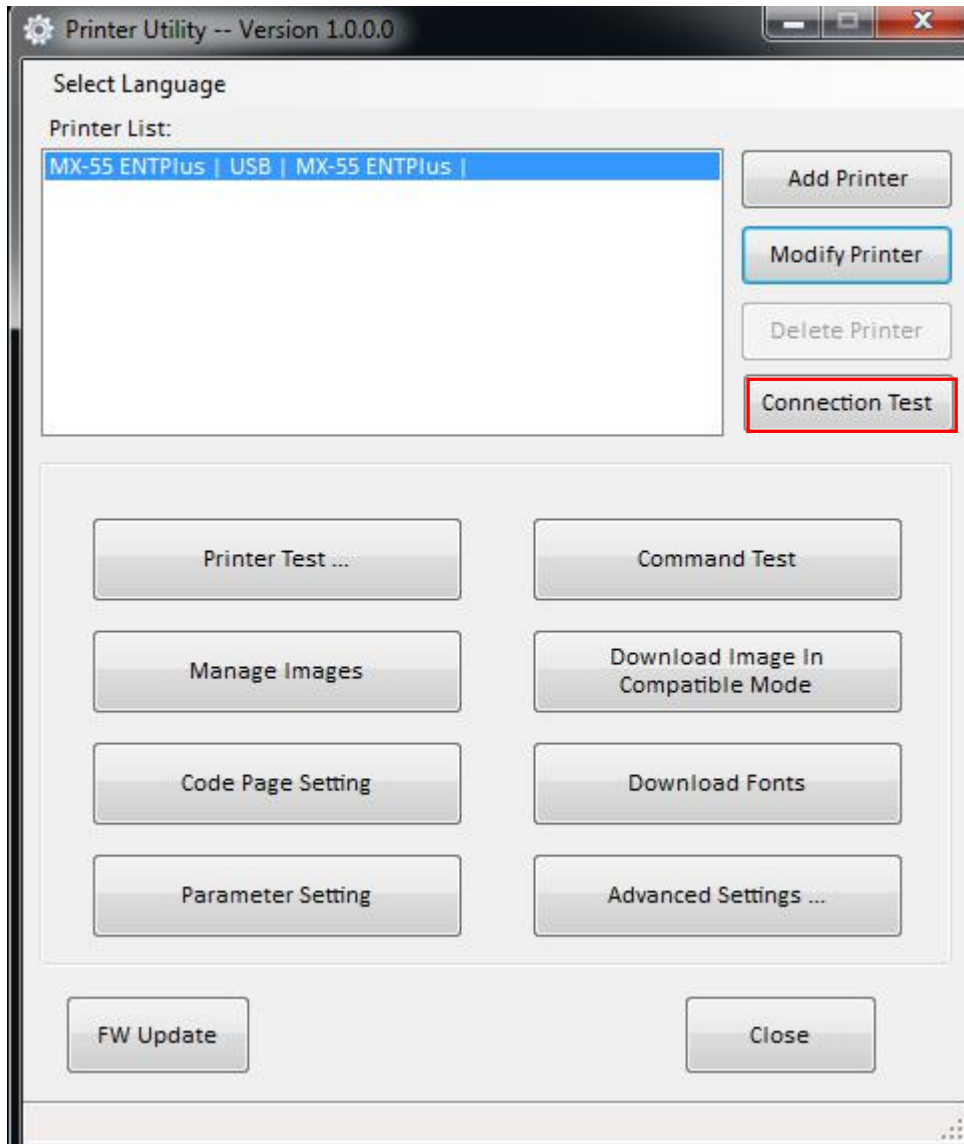 Printer Utility -- Version 1.0.0.0
Select Language
Printer List:
MX-55 ENTPlus | USB | MX-55 ENTPlus |
Add Printer
Modify Printer
Delete Printer
Connection Test
Printer Test ...
Command Test
Manage Images
Download Image In
Compatible Mode
Code Page Setting
Download Fonts
Parameter Setting
Advanced Settings ...
FW Update
Close